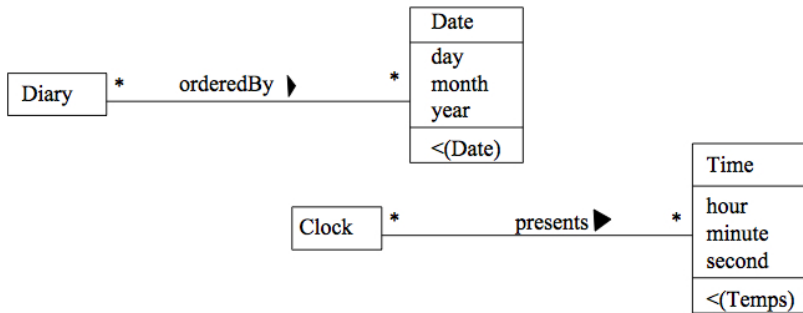 Date
day
month
year
<(Date)
Diary
*
orderedBy
*
Time
hour
minute
second
<(Temps)
Clock
*
presents
*